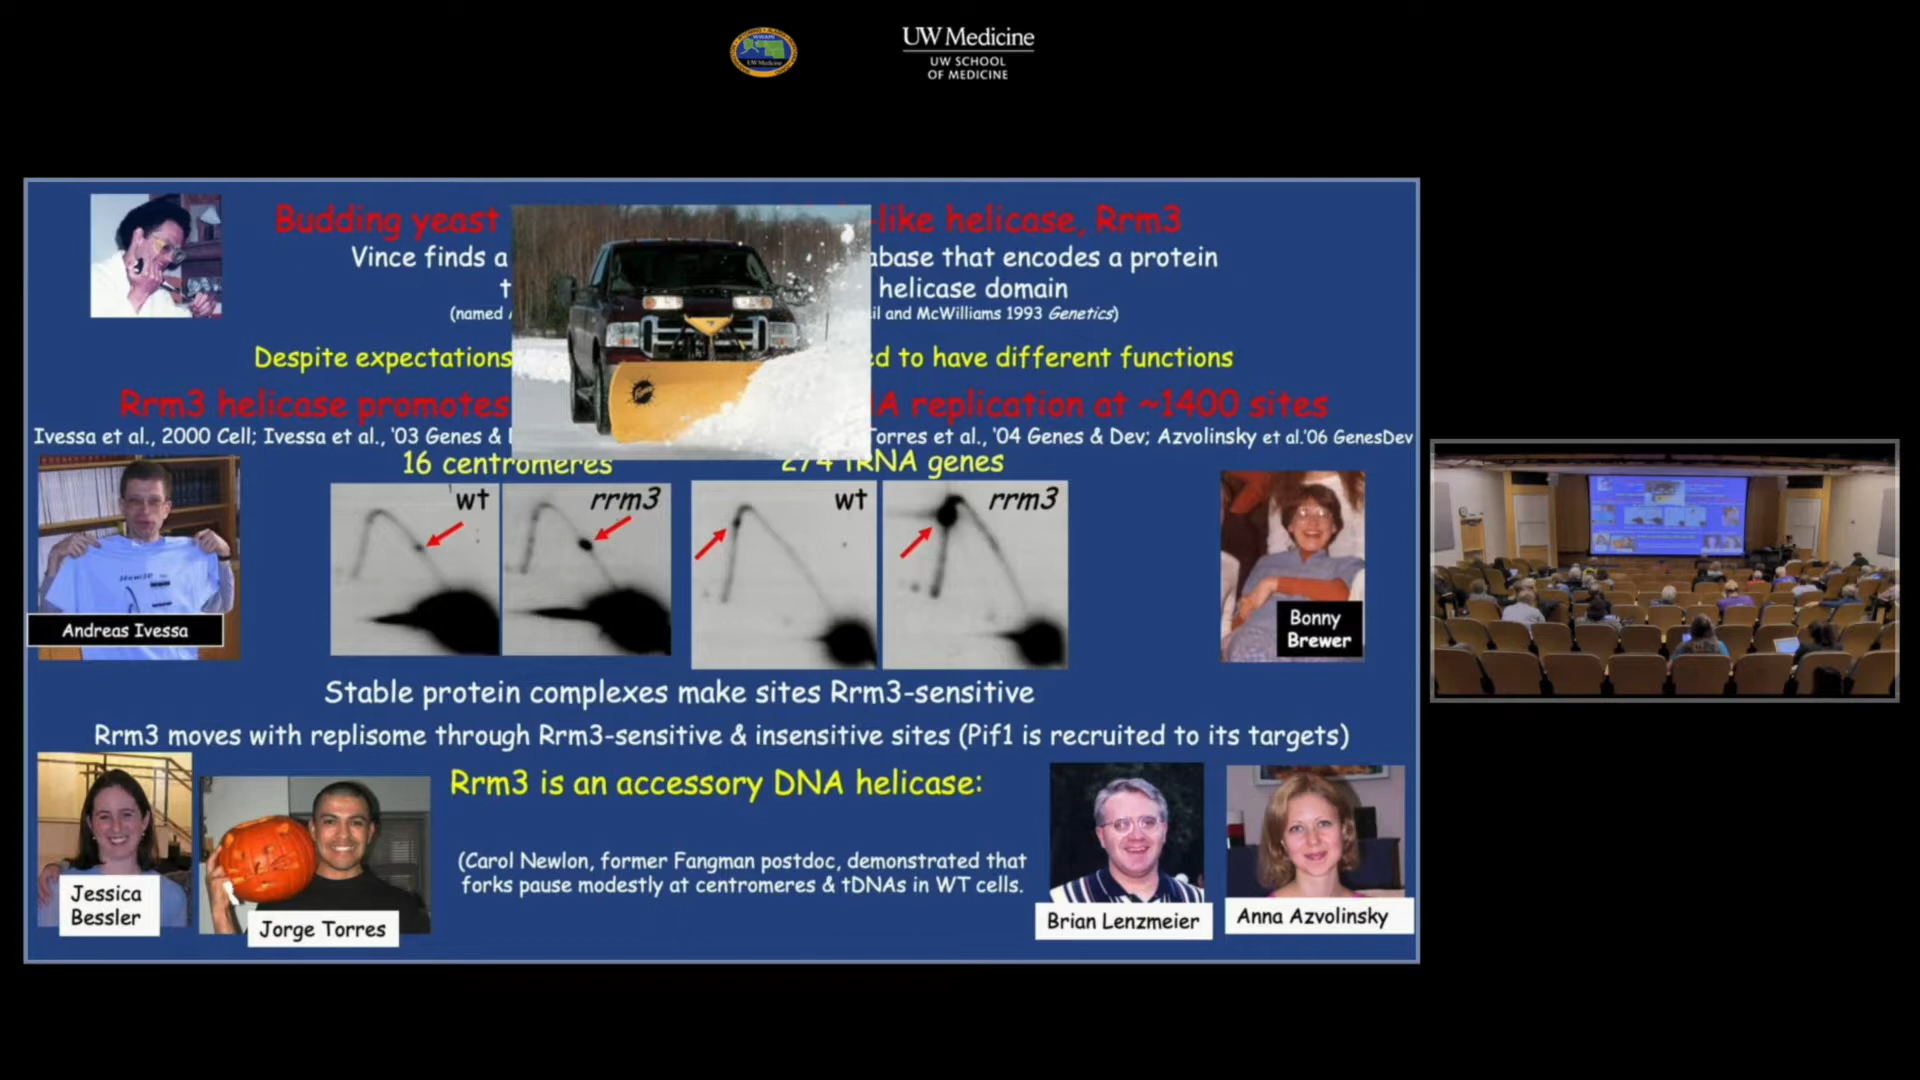 UW Medicine
UW SCHOOL
OF MEDICINE
Budding yeast -like helicase, Rrm3
Vince finds a abase that encodes a protein
t helicase domain
(named il and McWilliams 1993 Genetics)
Despite expectations ed to have different functions
Rrm3 helicase promotes A replication at ~1400 sites
Ivessa et al., 2000 Cell; Ivessa et al., '03 Genes & Torres et al., '04 Genes & Dev; Azvolinsky et al.'06 GenesDev
16 centromeres 274 tRNA genes
wt rrm3 wt rrm3
Andreas Ivessa
Bonny
Brewer
Stable protein complexes make sites Rrm3-sensitive
Rrm3 moves with replisome through Rrm3-sensitive & insensitive sites (Pif1 is recruited to its targets)
Rrm3 is an accessory DNA helicase:
(Carol Newlon, former Fangman postdoc, demonstrated that
forks pause modestly at centromeres & tDNAs in WT cells.
Jessica
Bessler
Jorge Torres
Brian Lenzmeier
Anna Azvolinsky